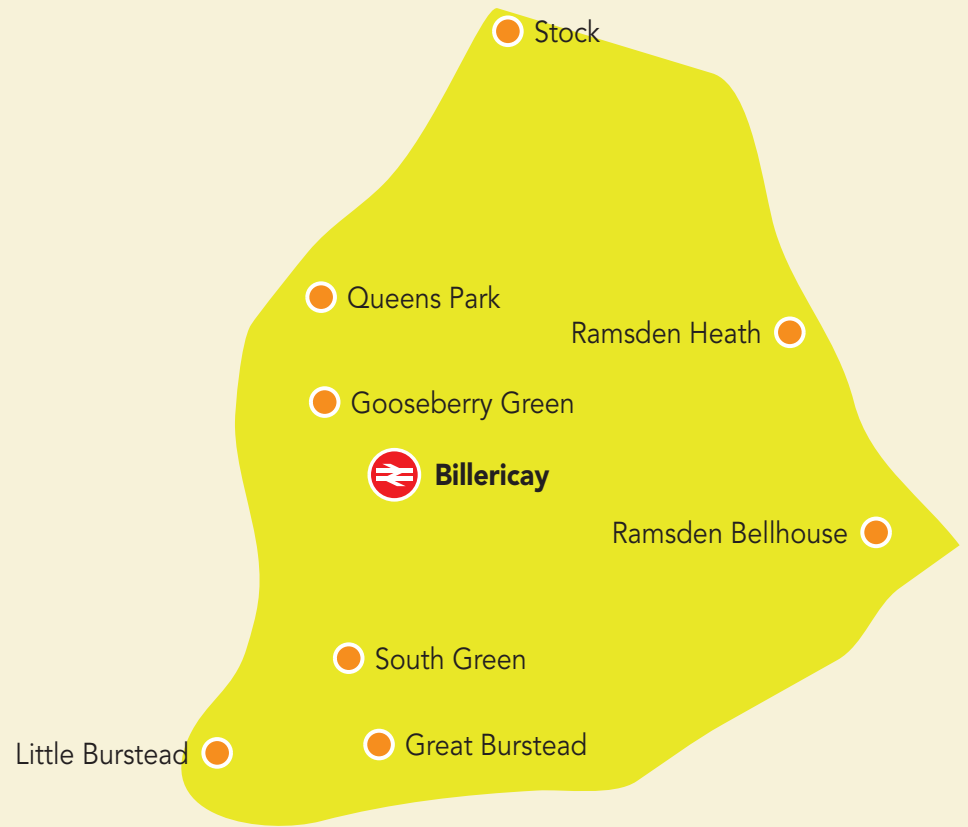 Stock
Queens Park
Ramsden Heath
Gooseberry Green
Billericay
Ramsden Bellhouse
South Green
Great Burstead
Little Burstead